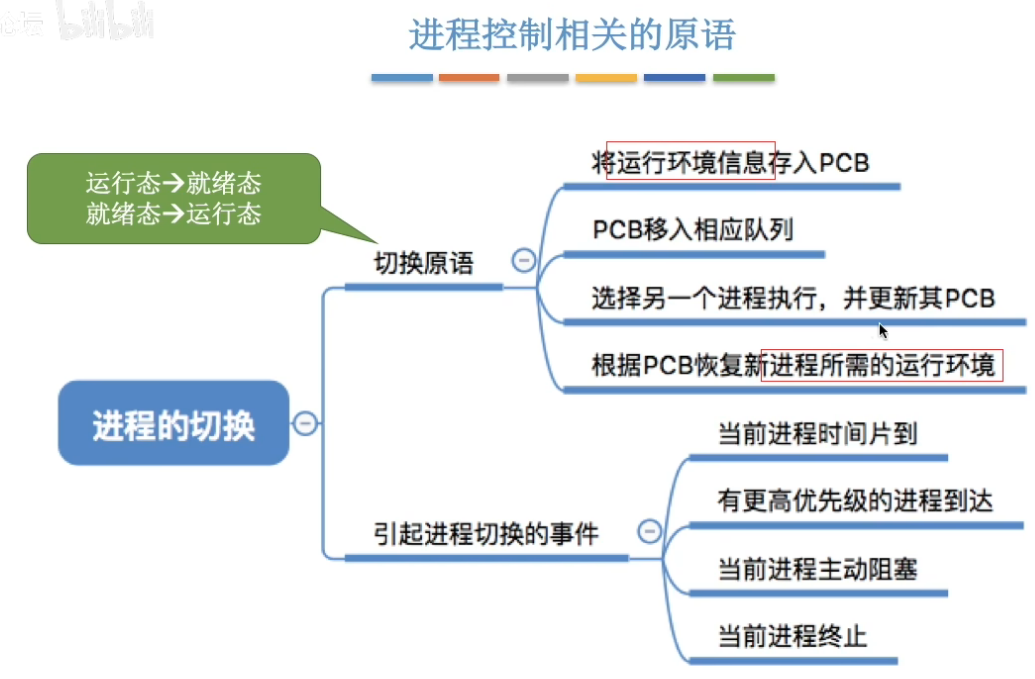 论坛 bilibili
进程控制相关的原语
运行态→就绪态
就绪态→运行态
将运行环境信息存入PCB
PCB移入相应队列
切换原语
选择另一个进程执行，并更新其PCB
根据PCB恢复新进程所需的运行环境
进程的切换
当前进程时间片到
有更高优先级的进程到达
引起进程切换的事件
当前进程主动阻塞
当前进程终止